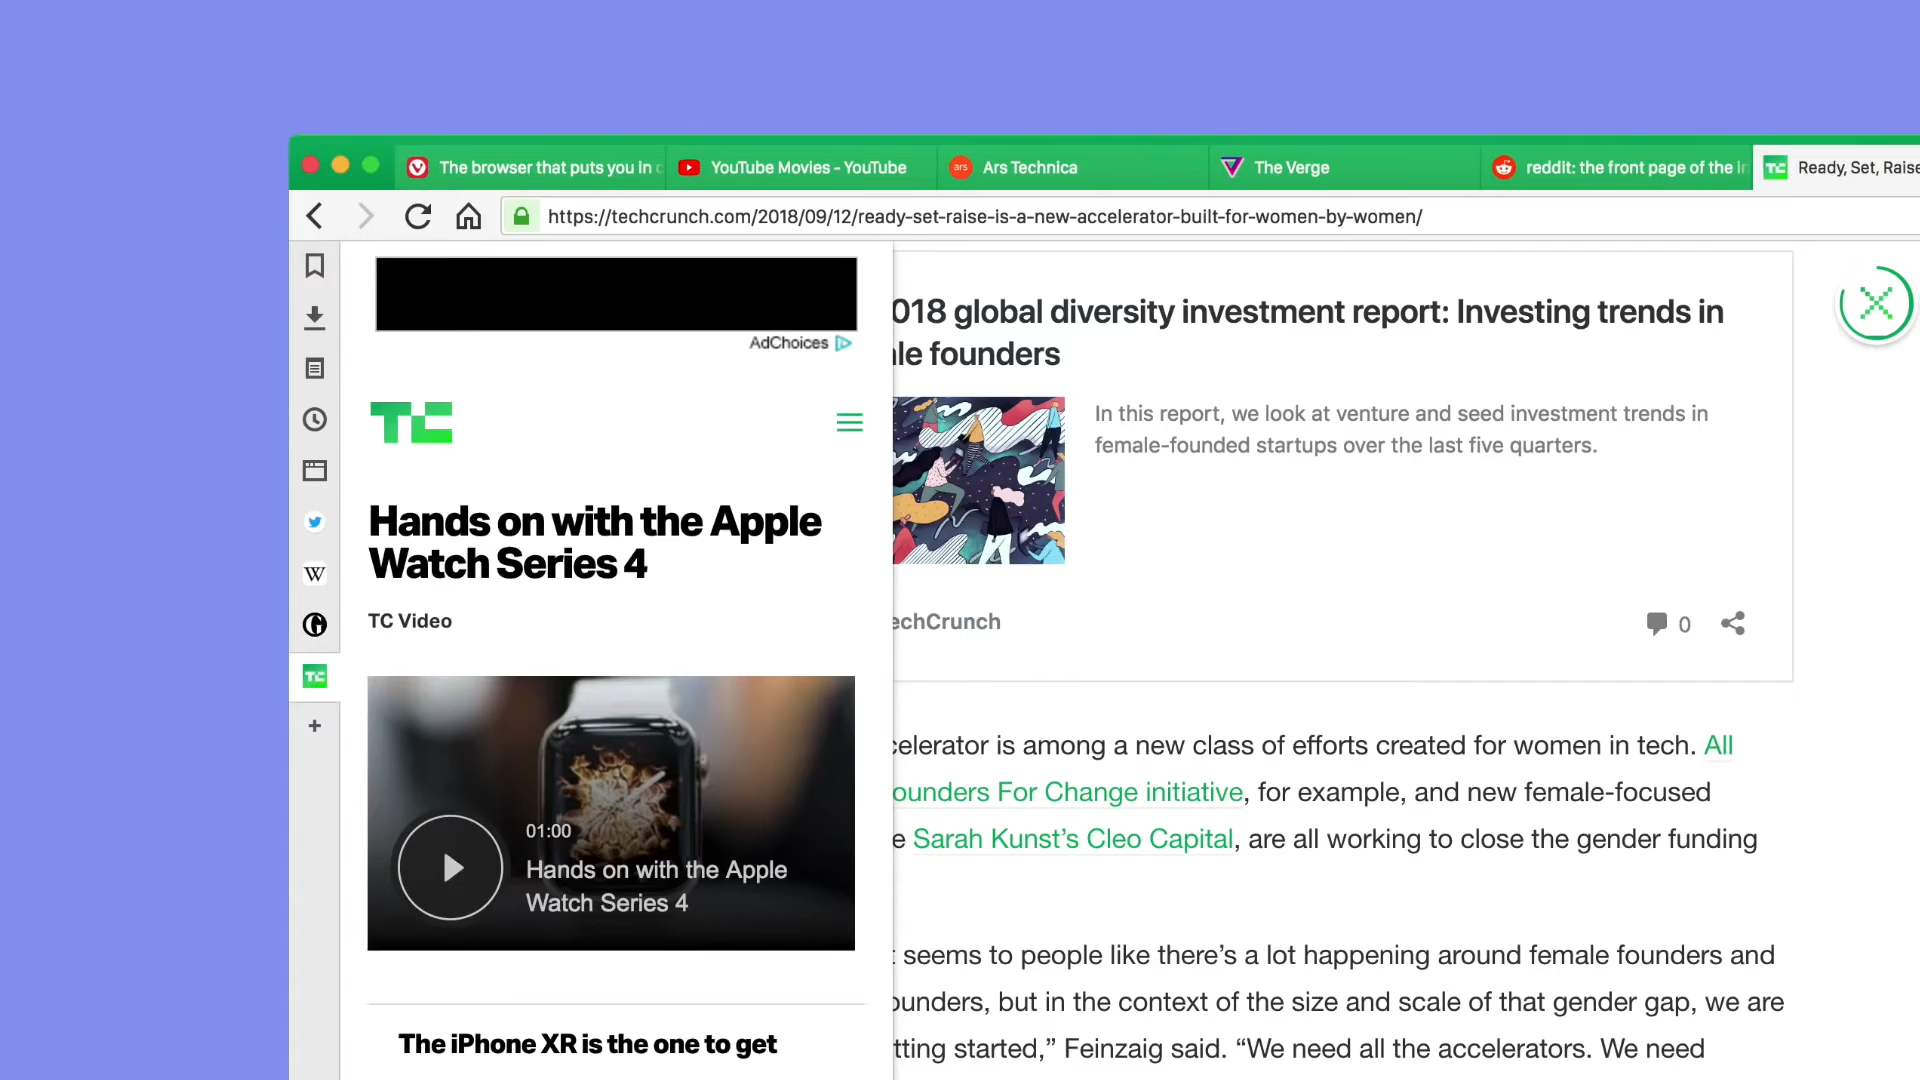 The browser that puts you in
YouTube Movies - YouTube
ars
Ars Technica
The Verge
reddit: the front page of the in
TC
Ready, Set, Raise
https://techcrunch.com/2018/09/12/ready-set-raise-is-a-new-accelerator-built-for-women-by-women/
AdChoices
TC
Hands on with the Apple
Watch Series 4
TC Video
W
TC
01:00
Hands on with the Apple
Watch Series 4
The iPhone XR is the one to get
018 global diversity investment report: Investing trends in
le founders
In this report, we look at venture and seed investment trends in
female-founded startups over the last five quarters.
echCrunch
0
celerator is among a new class of efforts created for women in tech. All
ounders For Change initiative, for example, and new female-focused
e Sarah Kunst’s Cleo Capital, are all working to close the gender funding
seems to people like there’s a lot happening around female founders and
ounders, but in the context of the size and scale of that gender gap, we are
tting started,” Feinzaig said. “We need all the accelerators. We need